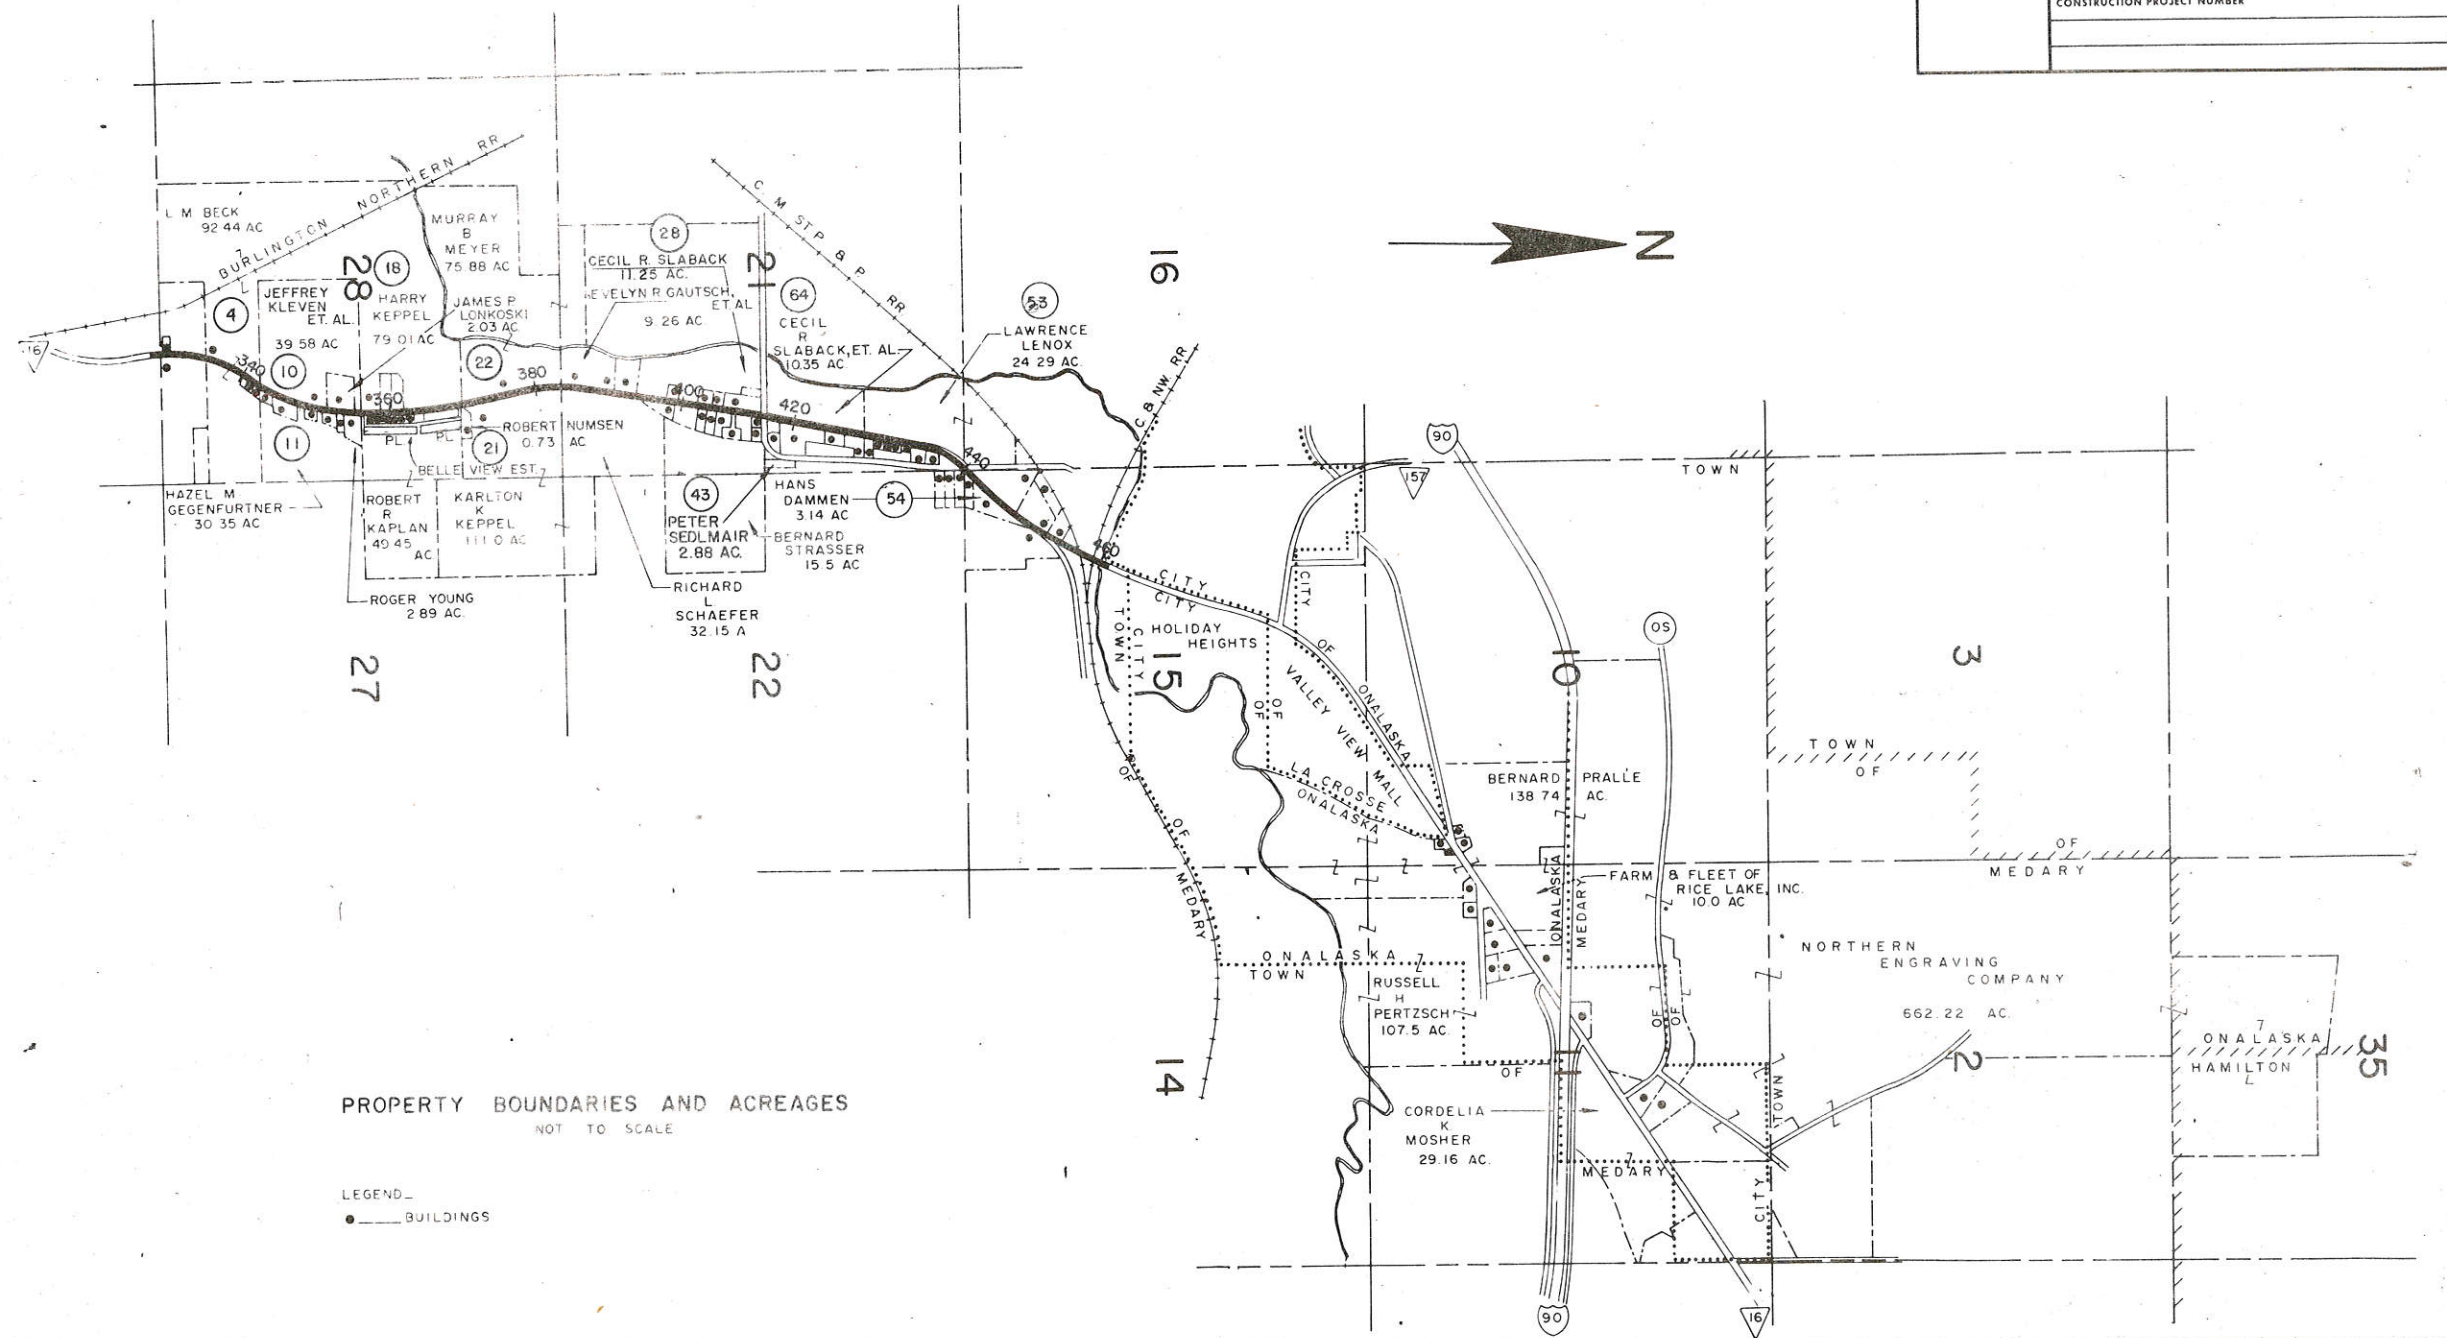 CONSTRUCTION PROJECT NUMBER
BURLINGTON NORTHERN RR
L M BECK
92.44 AC
MURRAY
B
MEYER
75.88 AC
28
18
4
JEFFREY
KLEVEN
ET. AL.
39.58 AC
HARRY
KEPPEL
79.01 AC
JAMES P.
LONKOSKI
2.03 AC
16
340
10
22
360
380
11
PL.
PL.
21
ROBERT NUMSEN
0.73 AC
BELLE VIEW EST.
HAZEL M.
GEGENFURTNER
30.35 AC
ROBERT
R
KAPLAN
49.45
AC
KARLTON
K
KEPPEL
111.0 AC
ROGER YOUNG
2.89 AC.
27
28
CECIL R. SLABACK
11.25 AC.
EVELYN R GAUTSCH,
ET AL
9.26 AC.
21
C. M. ST. P & P. RR
64
CECIL
R
SLABACK, ET. AL.
10.35 AC
53
LAWRENCE
LENOX
24.29 AC.
400
420
440
460
43
PETER
SEDLMAIR
2.88 AC.
HANS
DAMMEN
3.14 AC
54
BERNARD
STRASSER
15.5 AC
RICHARD
L
SCHAEFER
32.15 A
22
16
C & NW. RR
N
CITY
CITY
TOWN
CITY
HOLIDAY
HEIGHTS
15
OF
OF
OF
CITY
OF
ONALASKA
VALLEY VIEW MALL
LA CROSSE
ONALASKA
OF
MEDARY
14
ONALASKA
TOWN
157
90
10
OS
TOWN
3
TOWN
OF
OF
MEDARY
BERNARD PRALLE
138.74 AC.
ONALASKA
MEDARY
FARM & FLEET OF
RICE LAKE, INC.
10.0 AC
NORTHERN
ENGRAVING
COMPANY
662.22 AC.
RUSSELL
H
PERTZSCH
107.5 AC.
OF
OF
OF
CORDELIA
K
MOSHER
29.16 AC.
MEDARY
TOWN
CITY
2
ONALASKA
HAMILTON
35
90
16
PROPERTY BOUNDARIES AND ACREAGES
NOT TO SCALE
LEGEND
BUILDINGS